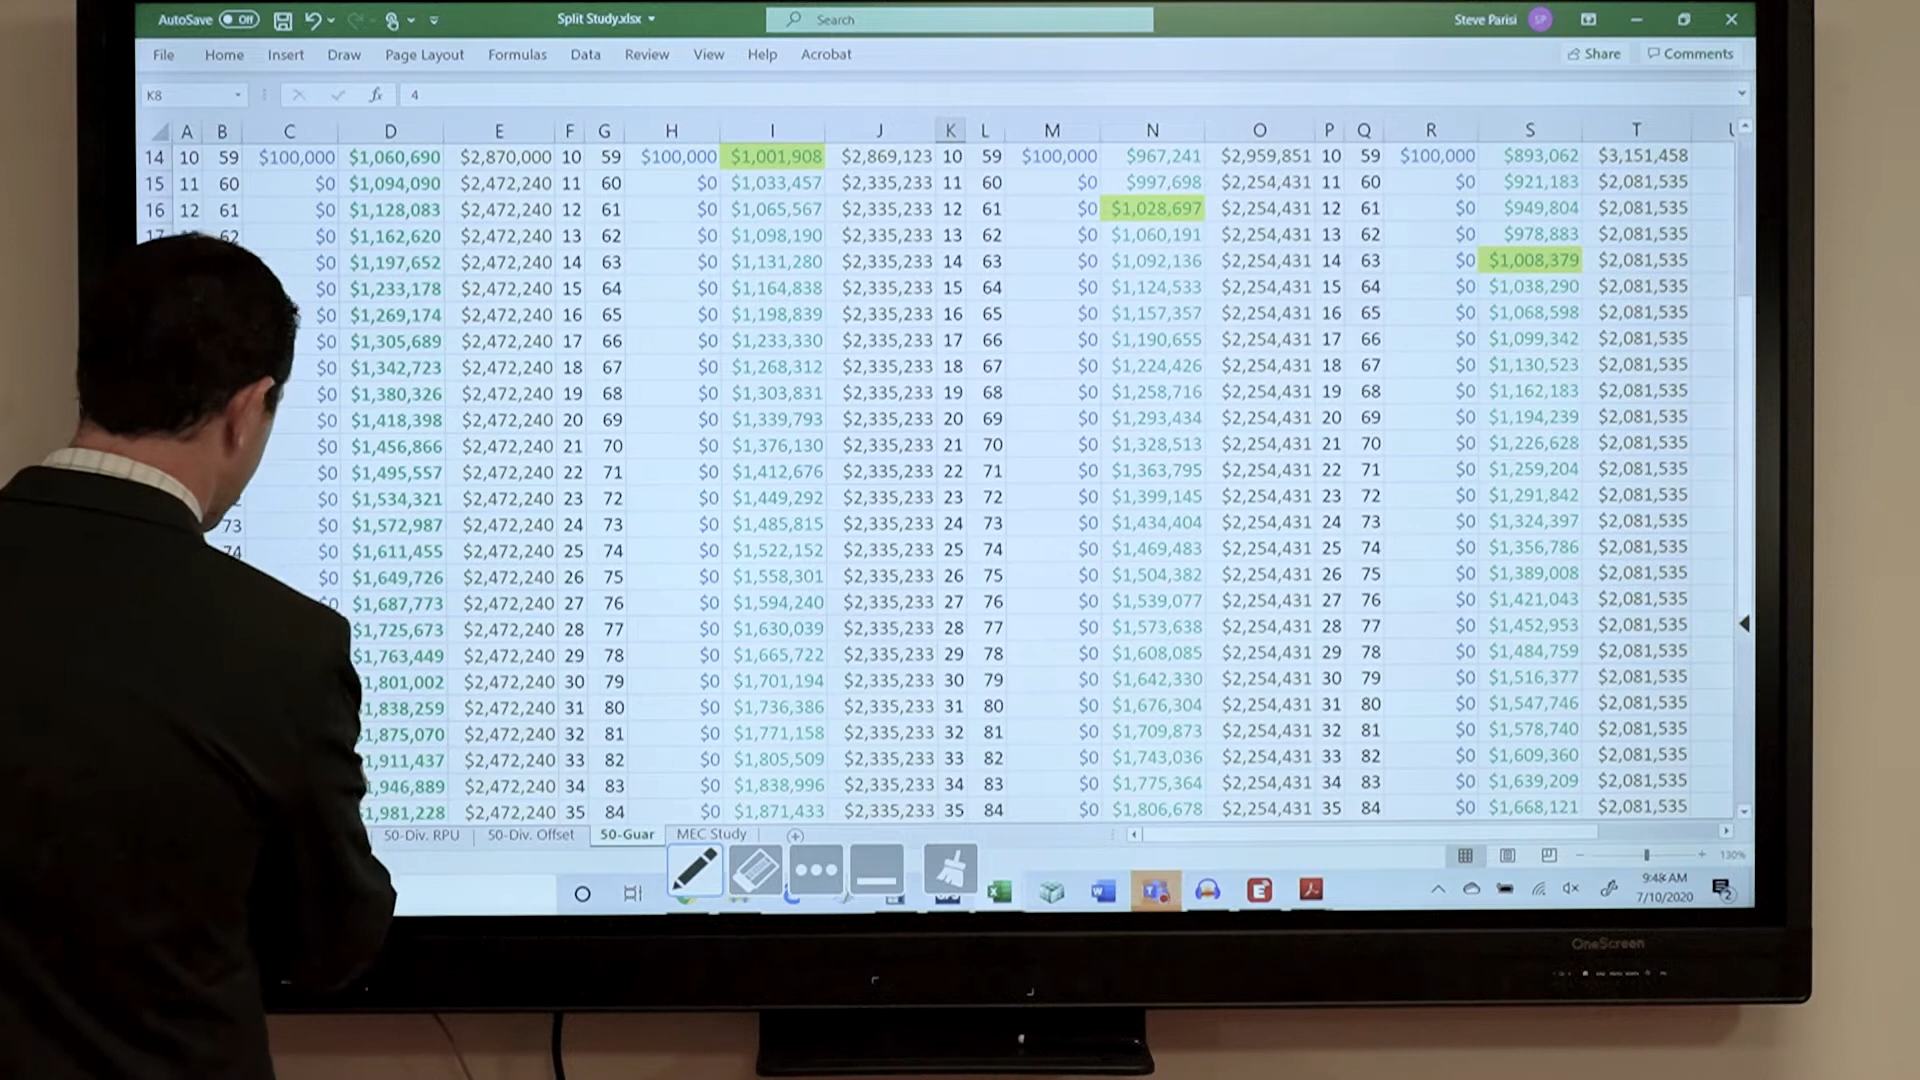 AutoSave Off Split Study.xlsx Search Steve Parisi SP
File Home Insert Draw Page Layout Formulas Data Review View Help Acrobat Share Comments
K8 fx 4
A B C D E F G H I J K L M N O P Q R S T
14 10 59 $100,000 $1,060,690 $2,870,000 10 59 $100,000 $1,001,908 $2,869,123 10 59 $100,000 $967,241 $2,959,851 10 59 $100,000 $893,062 $3,151,458
15 11 60 $0 $1,094,090 $2,472,240 11 60 $0 $1,033,457 $2,335,233 11 60 $0 $997,698 $2,254,431 11 60 $0 $921,183 $2,081,535
16 12 61 $0 $1,128,083 $2,472,240 12 61 $0 $1,065,567 $2,335,233 12 61 $0 $1,028,697 $2,254,431 12 61 $0 $949,804 $2,081,535
62 $0 $1,162,620 $2,472,240 13 62 $0 $1,098,190 $2,335,233 13 62 $0 $1,060,191 $2,254,431 13 62 $0 $978,883 $2,081,535
$0 $1,197,652 $2,472,240 14 63 $0 $1,131,280 $2,335,233 14 63 $0 $1,092,136 $2,254,431 14 63 $0 $1,008,379 $2,081,535
$0 $1,233,178 $2,472,240 15 64 $0 $1,164,838 $2,335,233 15 64 $0 $1,124,533 $2,254,431 15 64 $0 $1,038,290 $2,081,535
$0 $1,269,174 $2,472,240 16 65 $0 $1,198,839 $2,335,233 16 65 $0 $1,157,357 $2,254,431 16 65 $0 $1,068,598 $2,081,535
$0 $1,305,689 $2,472,240 17 66 $0 $1,233,330 $2,335,233 17 66 $0 $1,190,655 $2,254,431 17 66 $0 $1,099,342 $2,081,535
$0 $1,342,723 $2,472,240 18 67 $0 $1,268,312 $2,335,233 18 67 $0 $1,224,426 $2,254,431 18 67 $0 $1,130,523 $2,081,535
$0 $1,380,326 $2,472,240 19 68 $0 $1,303,831 $2,335,233 19 68 $0 $1,258,716 $2,254,431 19 68 $0 $1,162,183 $2,081,535
$0 $1,418,398 $2,472,240 20 69 $0 $1,339,793 $2,335,233 20 69 $0 $1,293,434 $2,254,431 20 69 $0 $1,194,239 $2,081,535
$0 $1,456,866 $2,472,240 21 70 $0 $1,376,130 $2,335,233 21 70 $0 $1,328,513 $2,254,431 21 70 $0 $1,226,628 $2,081,535
$0 $1,495,557 $2,472,240 22 71 $0 $1,412,676 $2,335,233 22 71 $0 $1,363,795 $2,254,431 22 71 $0 $1,259,204 $2,081,535
$0 $1,534,321 $2,472,240 23 72 $0 $1,449,292 $2,335,233 23 72 $0 $1,399,145 $2,254,431 23 72 $0 $1,291,842 $2,081,535
73 $0 $1,572,987 $2,472,240 24 73 $0 $1,485,815 $2,335,233 24 73 $0 $1,434,404 $2,254,431 24 73 $0 $1,324,397 $2,081,535
74 $0 $1,611,455 $2,472,240 25 74 $0 $1,522,152 $2,335,233 25 74 $0 $1,469,483 $2,254,431 25 74 $0 $1,356,786 $2,081,535
$0 $1,649,726 $2,472,240 26 75 $0 $1,558,301 $2,335,233 26 75 $0 $1,504,382 $2,254,431 26 75 $0 $1,389,008 $2,081,535
$0 $1,687,773 $2,472,240 27 76 $0 $1,594,240 $2,335,233 27 76 $0 $1,539,077 $2,254,431 27 76 $0 $1,421,043 $2,081,535
$1,725,673 $2,472,240 28 77 $0 $1,630,039 $2,335,233 28 77 $0 $1,573,638 $2,254,431 28 77 $0 $1,452,953 $2,081,535
$1,763,449 $2,472,240 29 78 $0 $1,665,722 $2,335,233 29 78 $0 $1,608,085 $2,254,431 29 78 $0 $1,484,759 $2,081,535
1,801,002 $2,472,240 30 79 $0 $1,701,194 $2,335,233 30 79 $0 $1,642,330 $2,254,431 30 79 $0 $1,516,377 $2,081,535
1,838,259 $2,472,240 31 80 $0 $1,736,386 $2,335,233 31 80 $0 $1,676,304 $2,254,431 31 80 $0 $1,547,746 $2,081,535
1,875,070 $2,472,240 32 81 $0 $1,771,158 $2,335,233 32 81 $0 $1,709,873 $2,254,431 32 81 $0 $1,578,740 $2,081,535
1,911,437 $2,472,240 33 82 $0 $1,805,509 $2,335,233 33 82 $0 $1,743,036 $2,254,431 33 82 $0 $1,609,360 $2,081,535
1,946,889 $2,472,240 34 83 $0 $1,838,996 $2,335,233 34 83 $0 $1,775,364 $2,254,431 34 83 $0 $1,639,209 $2,081,535
1,981,228 $2,472,240 35 84 $0 $1,871,433 $2,335,233 35 84 $0 $1,806,678 $2,254,431 35 84 $0 $1,668,121 $2,081,535
50-Div. RPU 50-Div. Offset 50-Guar MEC Study
130%
9:48 AM
7/10/2020
2
OneScreen